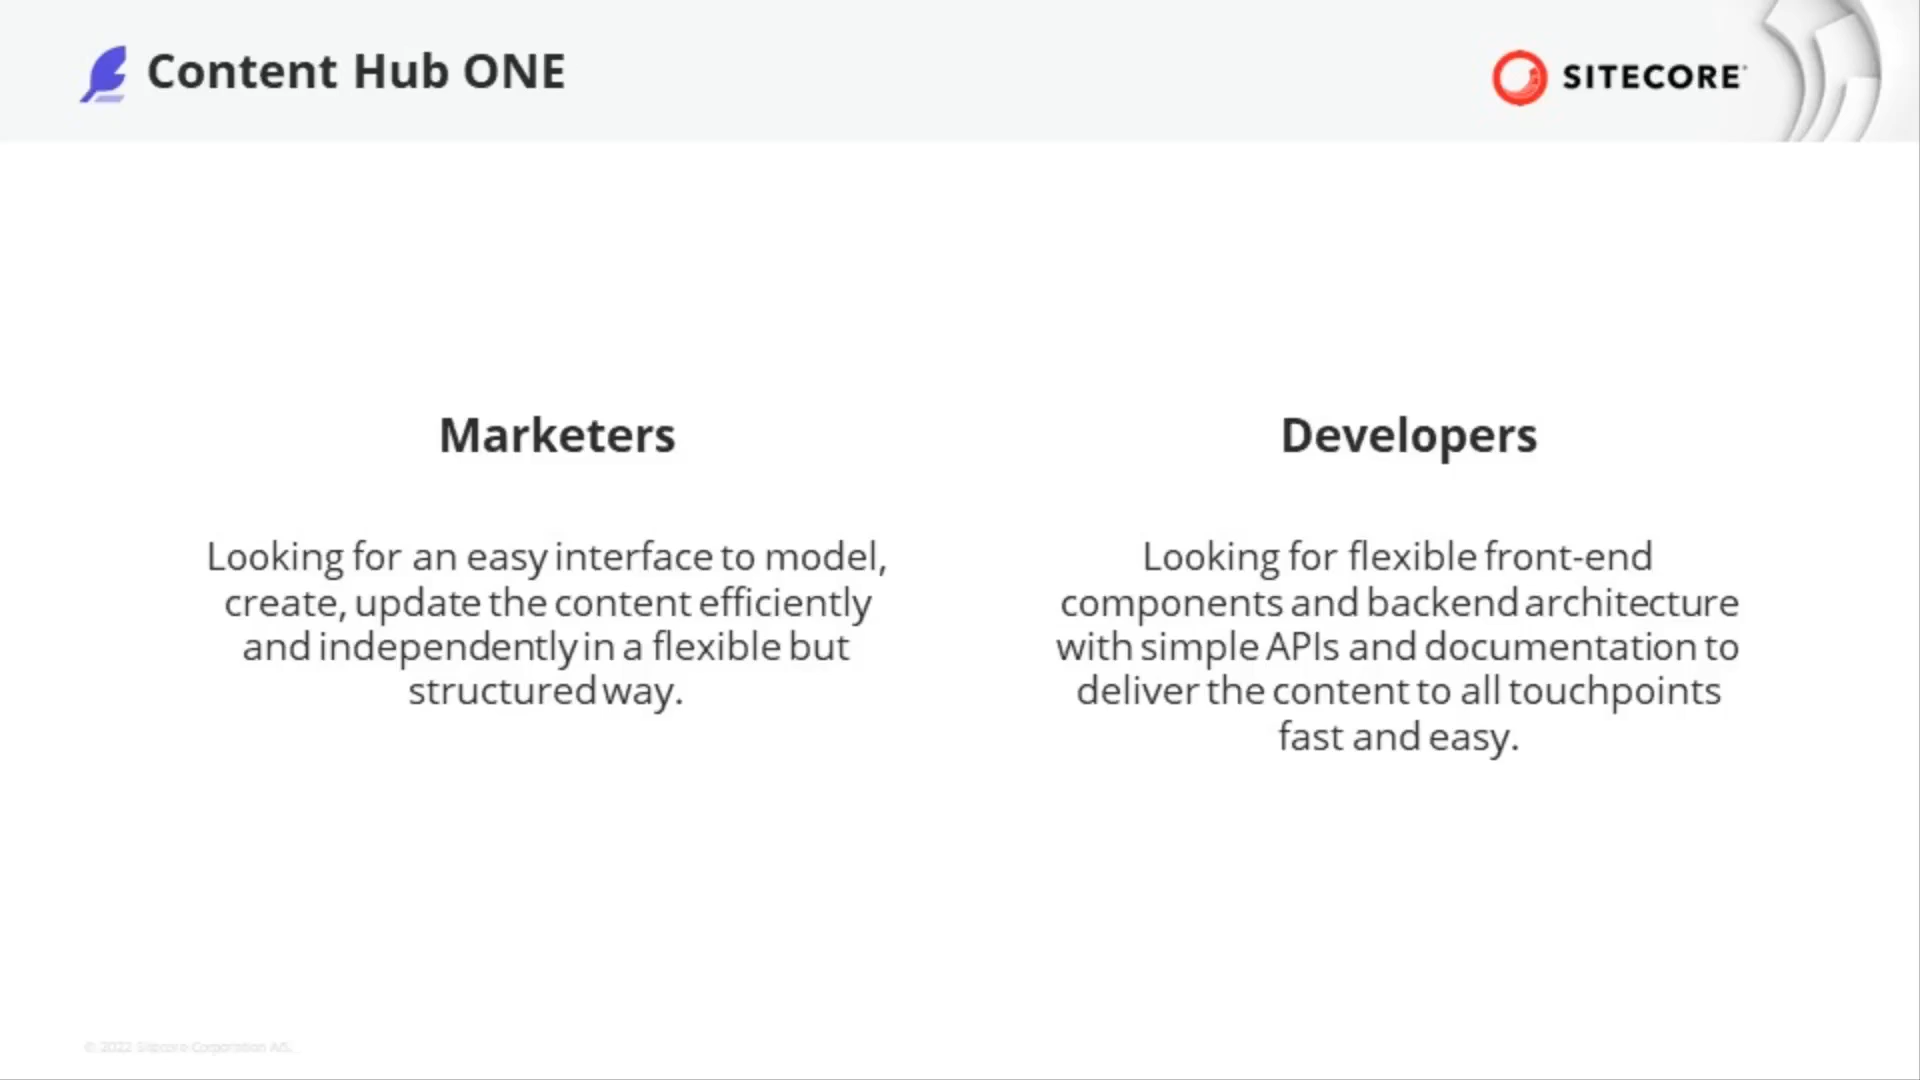 Content Hub ONE
SITECORE
Marketers
Looking for an easy interface to model,
create, update the content efficiently
and independently in a flexible but
structured way.
Developers
Looking for flexible front-end
components and backend architecture
with simple APIs and documentation to
deliver the content to all touchpoints
fast and easy.
© 2022 Sitecore Corporation A/S.